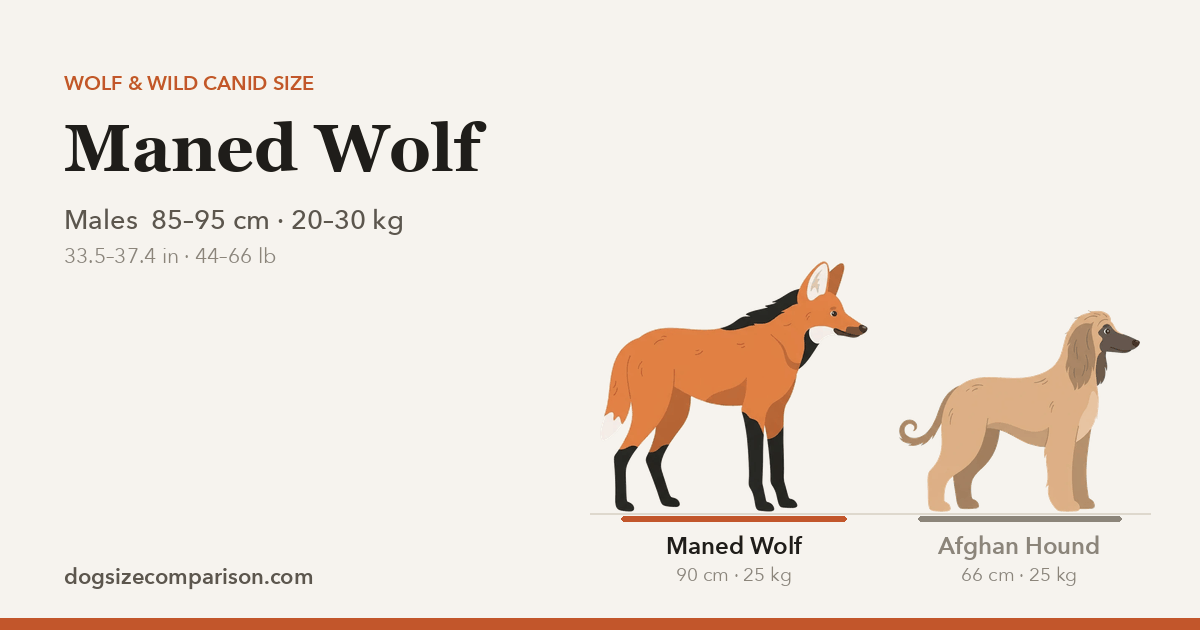 WOLF & WILD CANID SIZE
Maned Wolf
Males 85–95 cm · 20–30 kg
33.5–37.4 in · 44–66 lb
Maned Wolf
90 cm · 25 kg
Afghan Hound
66 cm · 25 kg
dogsizecomparison.com